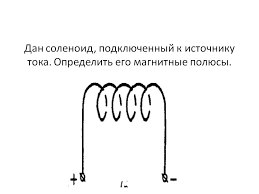 Дан соленоид, подключенный к источнику
тока. Определить его магнитные полюсы.
+ −